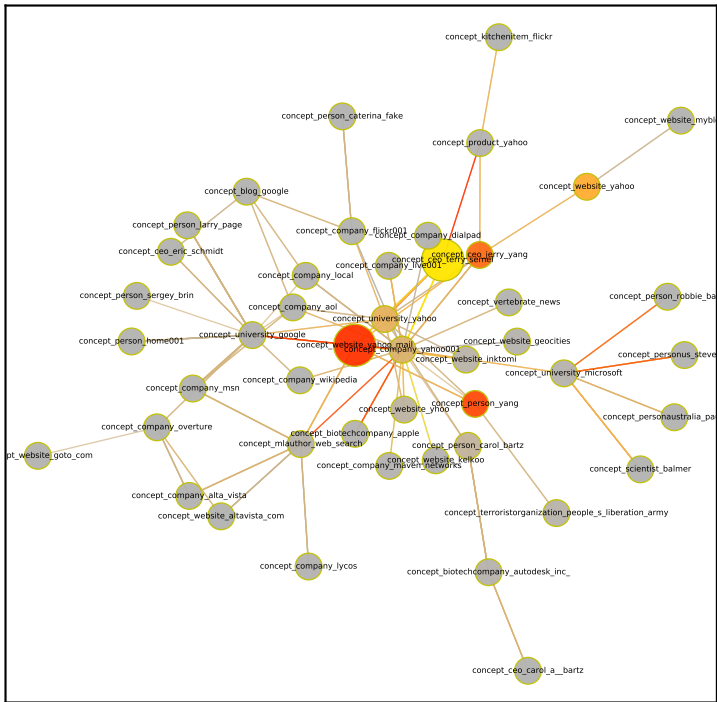 concept_kitchenitem_flickr
concept_person_caterina_fake
concept_website_myblo
concept_product_yahoo
concept_website_yahoo
concept_blog_google
concept_person_larry_page
concept_company_flickr001
concept_company_dialpad
concept_ceo_eric_schmidt
concept_ceo_jerry_yang
concept_ceo_terry_semel
concept_company_live001
concept_company_local
concept_person_sergey_brin
concept_person_robbie_ba
concept_company_aol
concept_vertebrate_news
concept_university_yahoo
concept_university_google
concept_person_home001
concept_website_geocities
concept_website_yahoo_mail
concept_company_yahoo001
concept_personus_steve
concept_website_inktomi
concept_university_microsoft
concept_company_wikipedia
concept_company_msn
concept_person_yang
concept_website_yhoo
concept_personaustralia_pa
concept_company_overture
concept_biotechcompany_apple
concept_mlauthor_web_search
concept_person_carol_bartz
pt_website_goto_com
concept_website_kelkoo
concept_company_maven_networks
concept_scientist_balmer
concept_company_alta_vista
concept_terroristorganization_people_s_liberation_army
concept_website_altavista_com
concept_company_lycos
concept_biotechcompany_autodesk_inc_
concept_ceo_carol_a__bartz